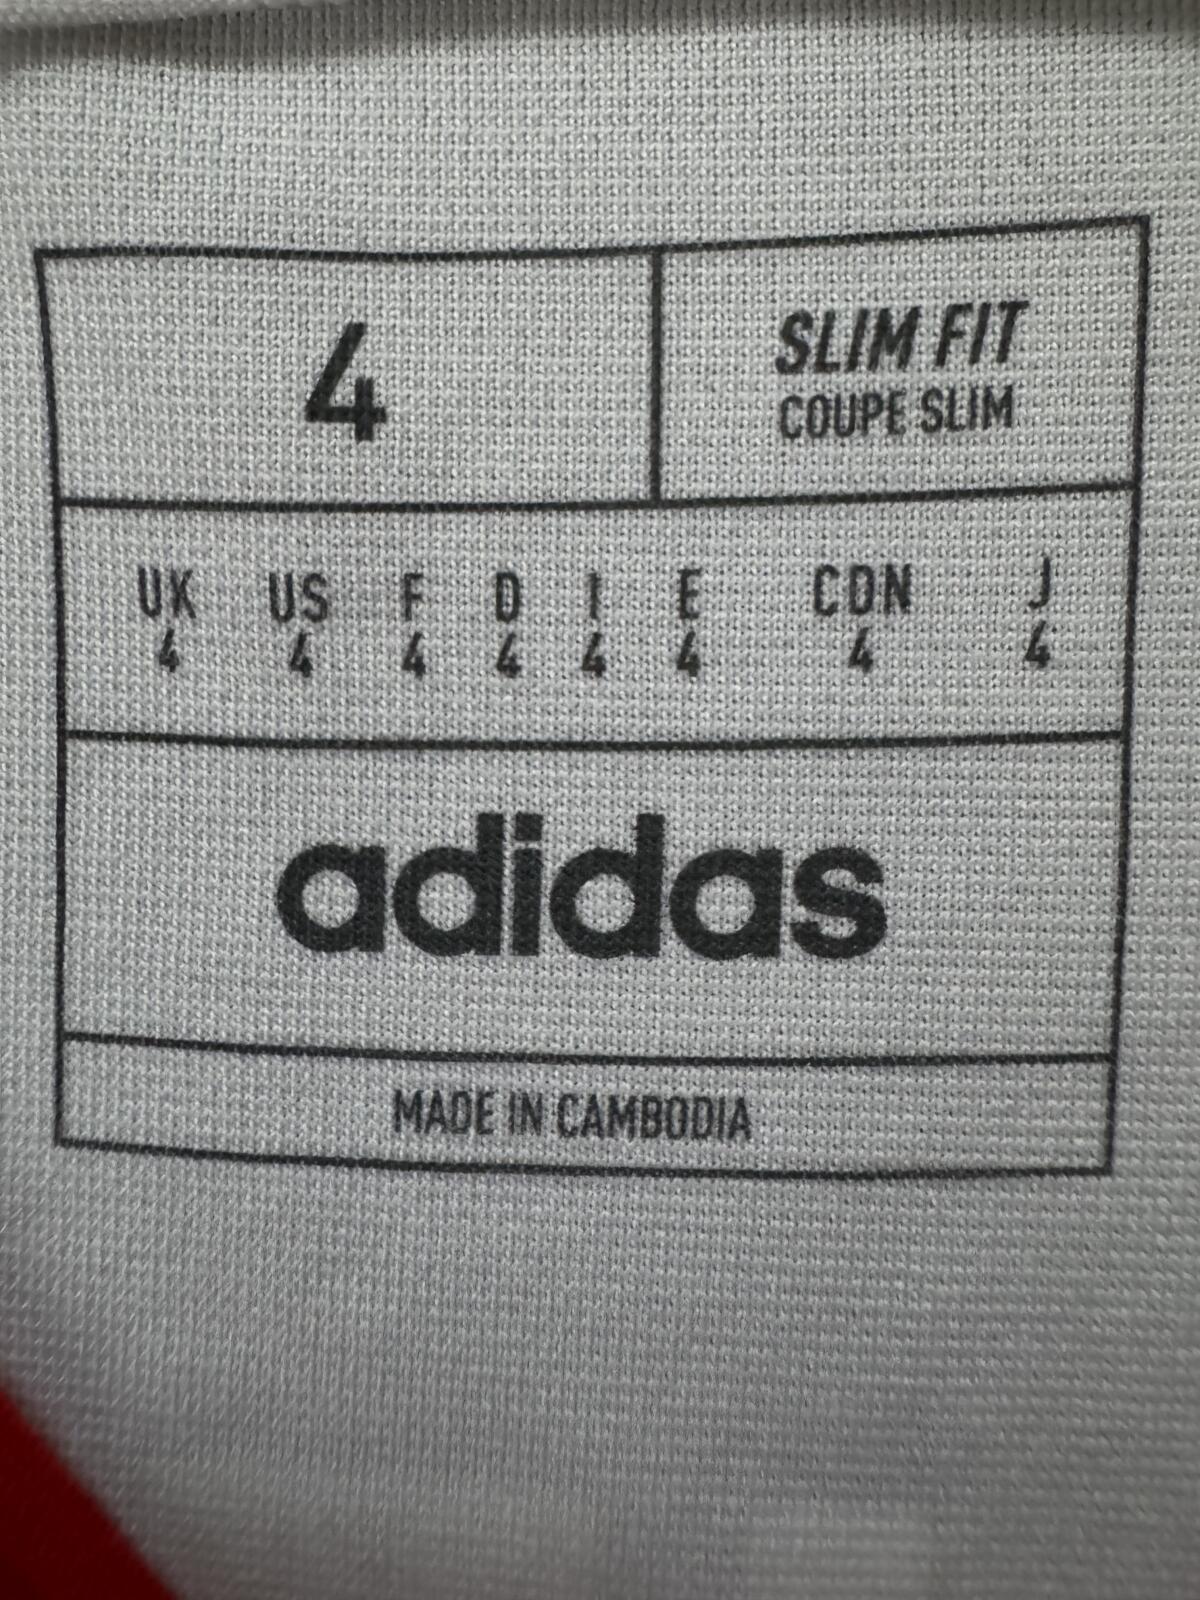 4
SLIM FIT
COUPE SLIM
UK US F D I E CDN J
4 4 4 4 4 4 4 4
adidas
MADE IN CAMBODIA